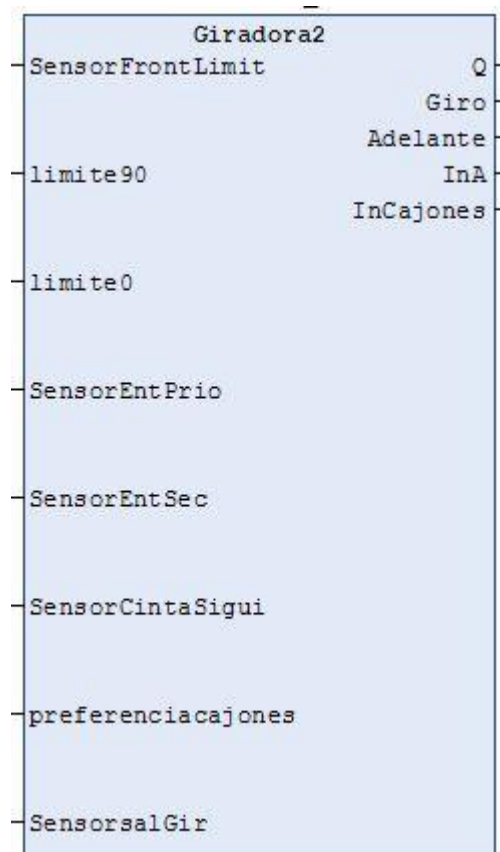 Giradora2
SensorFrontLimit Q
Giro
Adelante
limite90 InA
InCajones
limite0
SensorEntPrio
SensorEntSec
SensorCintaSigui
preferenciacajones
SensorsalGir